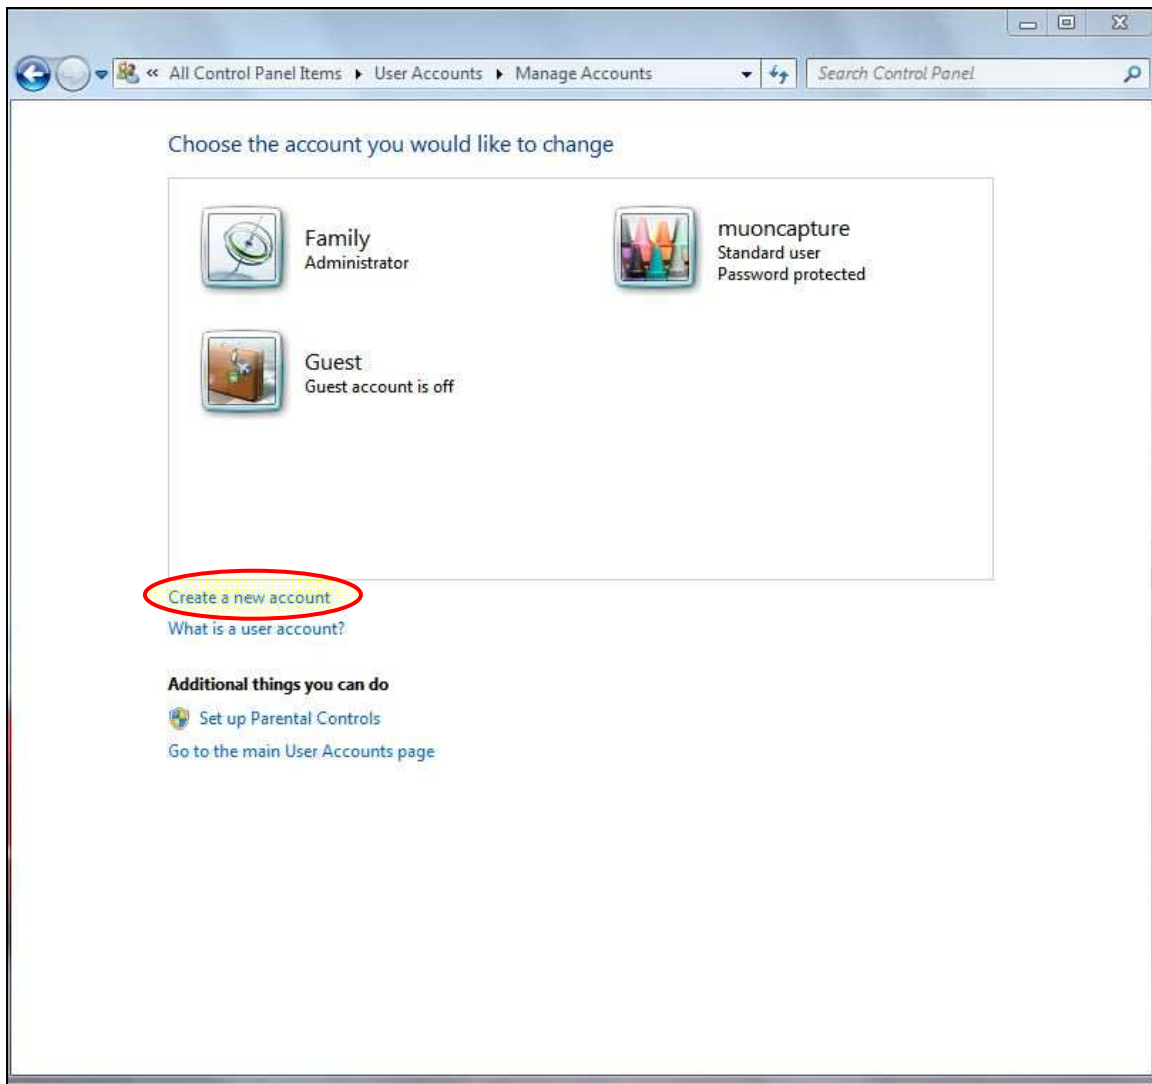 « All Control Panel Items ▸ User Accounts ▸ Manage Accounts
Search Control Panel
Choose the account you would like to change
Family
Administrator
muoncapture
Standard user
Password protected
Guest
Guest account is off
Create a new account
What is a user account?
Additional things you can do
Set up Parental Controls
Go to the main User Accounts page